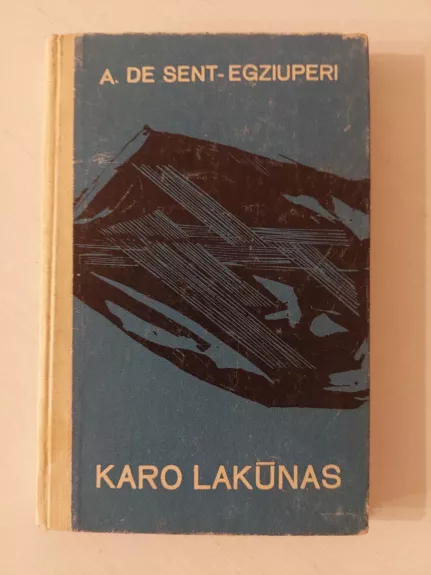 A. DE SENT-EGZIUPERI
KARO LAKŪNAS